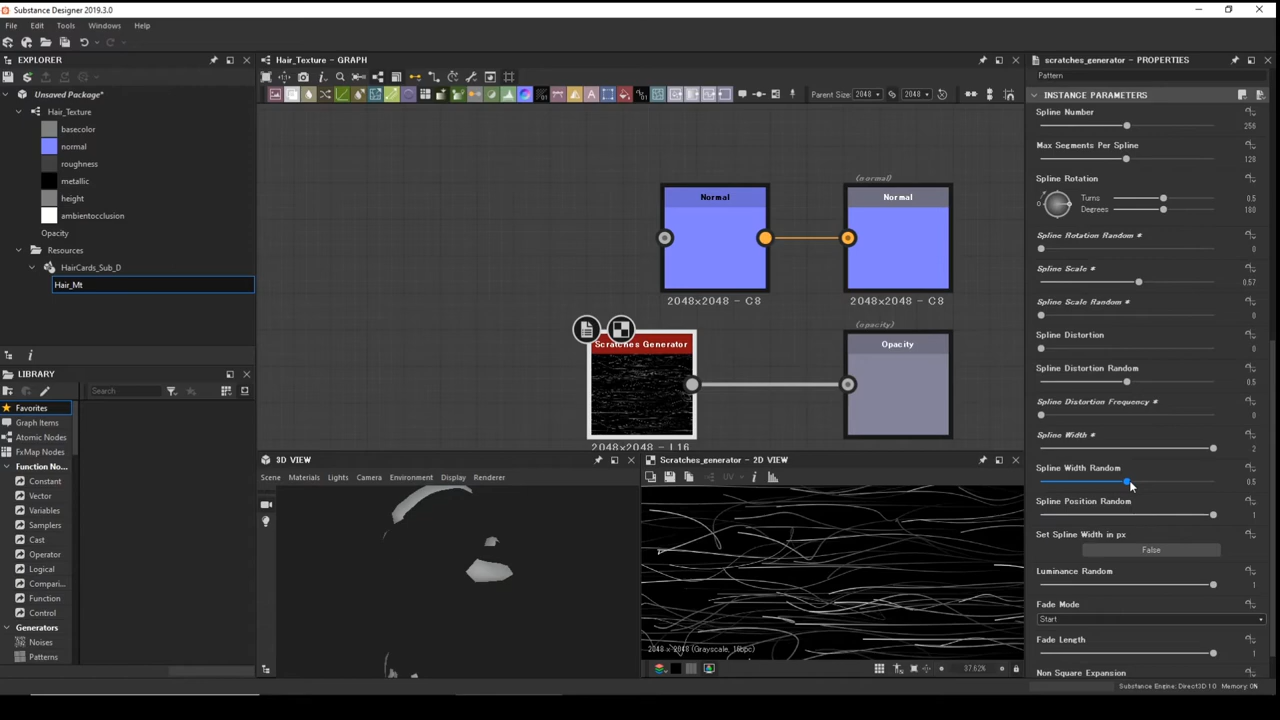 Substance Designer 2019.3.0
File Edit Tools Windows Help
EXPLORER
Unsaved Package*
Hair_Texture
basecolor
normal
roughness
metallic
height
ambientocclusion
Opacity
Resources
HairCards_Sub_D
Hair_Mt
LIBRARY
Search
Favorites
Graph Items
Atomic Nodes
FxMap Nodes
Function No...
Constant
Vector
Variables
Samplers
Cast
Operator
Logical
Compari...
Function
Control
Generators
Noises
Patterns
Hair_Texture - GRAPH
Parent Size: 2048 2048
(normal)
Normal
Normal
2048x2048 - C8
2048x2048 - C8
(opacity)
Scratches Generator
Opacity
2048x2048 - L16
3D VIEW
Scene Materials Lights Camera Environment Display Renderer
Scratches_generator - 2D VIEW
UV
2048 x 2048 (Grayscale, 16bpc)
37.62%
scratches_generator - PROPERTIES
Pattern
INSTANCE PARAMETERS
Spline Number
256
Max Segments Per Spline
128
Spline Rotation
0
Turns 0.5
Degrees 180
Spline Rotation Random *
0
Spline Scale *
0.57
Spline Scale Random *
0
Spline Distortion
0
Spline Distortion Random
0.5
Spline Distortion Frequency *
0
Spline Width *
2
Spline Width Random
0.5
Spline Position Random
1
Set Spline Width in px
False
Luminance Random
1
Fade Mode
Start
Fade Length
1
Non Square Expansion
Substance Engine: Direct3D 10 Memory: 0%